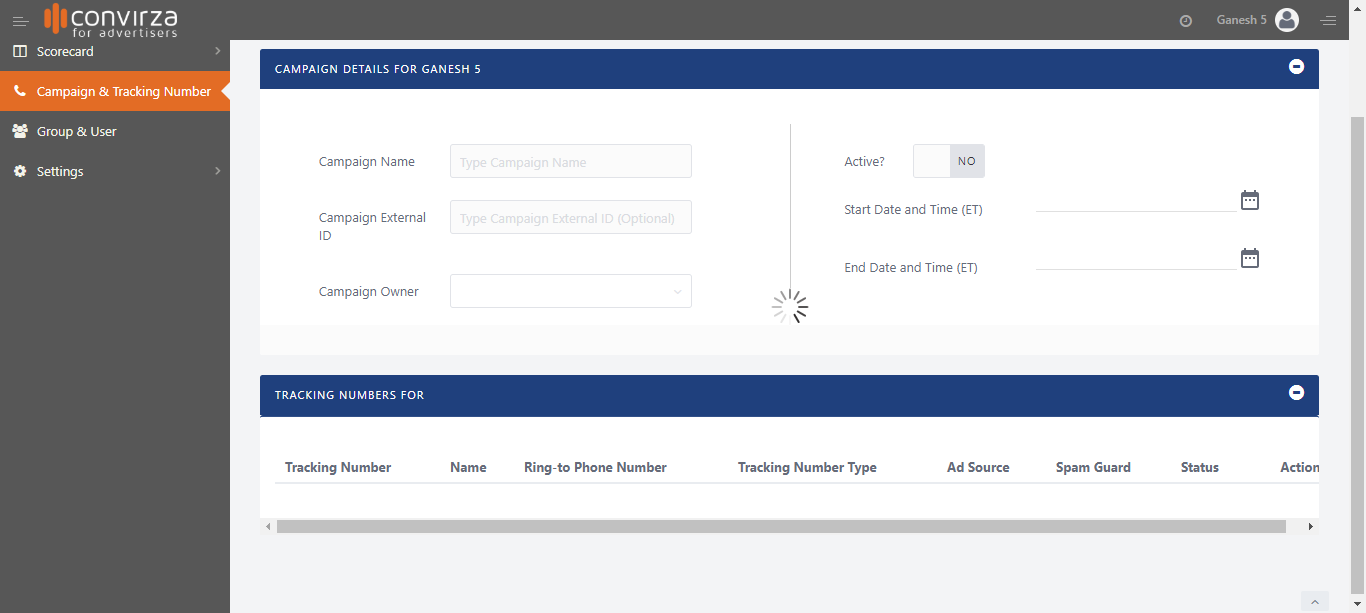 convirza
for advertisers
Ganesh 5
Scorecard
Campaign & Tracking Number
Group & User
Settings
CAMPAIGN DETAILS FOR GANESH 5
Campaign Name
Type Campaign Name
Campaign External
ID
Type Campaign External ID (Optional)
Campaign Owner
Active?
NO
Start Date and Time (ET)
End Date and Time (ET)
TRACKING NUMBERS FOR
Tracking Number Name Ring-to Phone Number Tracking Number Type Ad Source Spam Guard Status Action